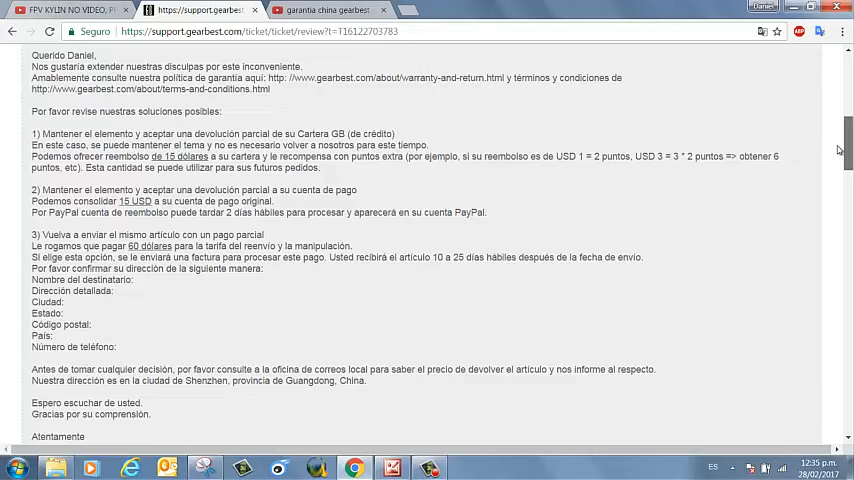 Daniel
FPV KYLIN NO VIDEO, P
https://support.gearbes
garantia china gearbest
Seguro
https://support.gearbest.com/ticket/ticket/review?t=T16122703783
ABP
Querido Daniel,
Nos gustaría extender nuestras disculpas por este inconveniente.
Amablemente consulte nuestra política de garantía aquí: http: //www.gearbest.com/about/warranty-and-return.html y términos y condiciones de
http://www.gearbest.com/about/terms-and-conditions.html
Por favor revise nuestras soluciones posibles:
1) Mantener el elemento y aceptar una devolución parcial de su Cartera GB (de crédito)
En este caso, se puede mantener el tema y no es necesario volver a nosotros para este tiempo.
Podemos ofrecer reembolso de 15 dólares a su cartera y le recompensa con puntos extra (por ejemplo, si su reembolso es de USD 1 = 2 puntos, USD 3 = 3 * 2 puntos => obtener 6
puntos, etc). Esta cantidad se puede utilizar para sus futuros pedidos.
2) Mantener el elemento y aceptar una devolución parcial a su cuenta de pago
Podemos consolidar 15 USD a su cuenta de pago original.
Por PayPal cuenta de reembolso puede tardar 2 días hábiles para procesar y aparecerá en su cuenta PayPal.
3) Vuelva a enviar el mismo artículo con un pago parcial
Le rogamos que pagar 60 dólares para la tarifa del reenvío y la manipulación.
Si elige esta opción, se le enviará una factura para procesar este pago. Usted recibirá el artículo 10 a 25 días hábiles después de la fecha de envío.
Por favor confirmar su dirección de la siguiente manera:
Nombre del destinatario:
Dirección detallada:
Ciudad:
Estado:
Código postal:
País:
Número de teléfono:
Antes de tomar cualquier decisión, por favor consulte a la oficina de correos local para saber el precio de devolver el artículo y nos informe al respecto.
Nuestra dirección es en la ciudad de Shenzhen, provincia de Guangdong, China.
Espero escuchar de usted.
Gracias por su comprensión.
Atentamente
ES
12:35 p.m.
28/02/2017